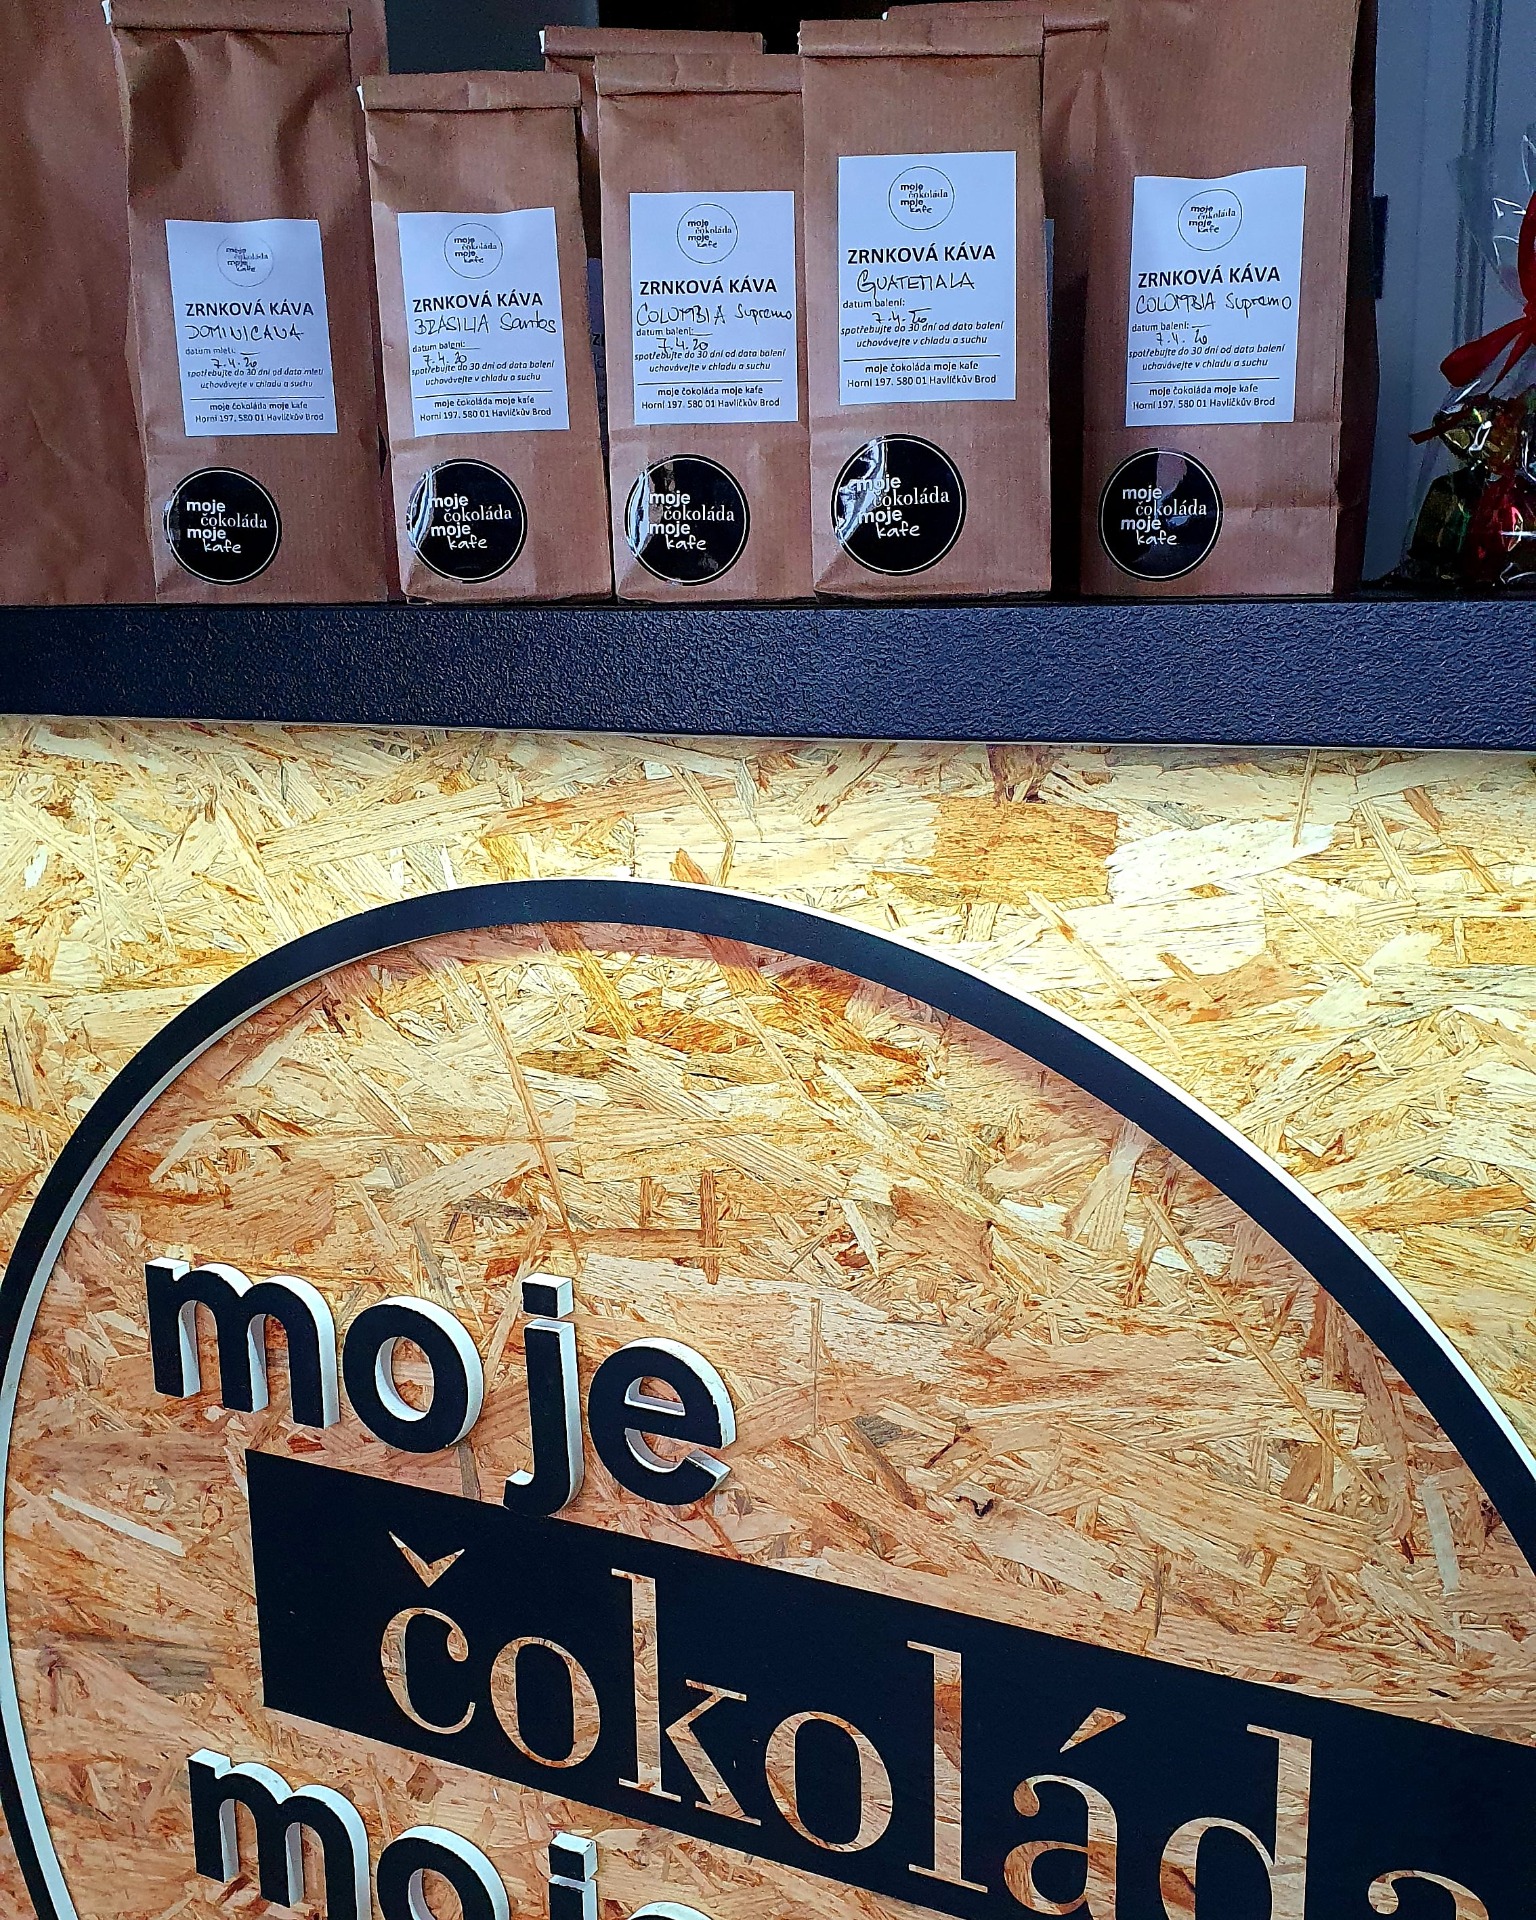 moje
čokoláda
moje
kafe
ZRNKOVÁ KÁVA
DOMINICANA
datum mletí:
7.4.20
spotřebujte do 30 dní od data mletí
uchovávejte v chladu a suchu
moje čokoláda moje kafe
Horní 197, 580 01 Havlíčkův Brod
moje
čokoláda
moje
kafe
moje
čokoláda
moje
kafe
ZRNKOVÁ KÁVA
BRASILIA Santos
datum balení:
7.4.20
spotřebujte do 30 dní od data balení
uchovávejte v chladu a suchu
moje čokoláda moje kafe
Horní 197, 580 01 Havlíčkův Brod
moje
čokoláda
moje
kafe
moje
čokoláda
moje
kafe
ZRNKOVÁ KÁVA
COLOMBIA Supremo
datum balení:
7.4.20
spotřebujte do 30 dní od data balení
uchovávejte v chladu a suchu
moje čokoláda moje kafe
Horní 197, 580 01 Havlíčkův Brod
moje
čokoláda
moje
kafe
moje
čokoláda
moje
kafe
ZRNKOVÁ KÁVA
GUATEMALA
datum balení:
7.4.20
spotřebujte do 30 dní od data balení
uchovávejte v chladu a suchu
moje čokoláda moje kafe
Horní 197, 580 01 Havlíčkův Brod
moje
čokoláda
moje
kafe
moje
čokoláda
moje
kafe
ZRNKOVÁ KÁVA
COLOMBIA Supremo
datum balení:
7.4.20
spotřebujte do 30 dní od data balení
uchovávejte v chladu a suchu
moje čokoláda moje kafe
Horní 197, 580 01 Havlíčkův Brod
moje
čokoláda
moje
kafe
moje
čokoláda
moje